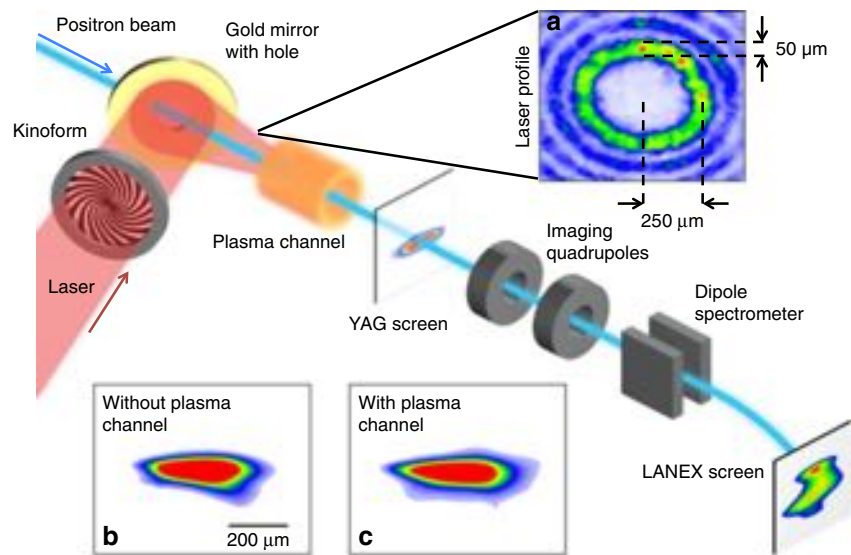 Positron beam
Gold mirror
with hole
Kinoform
Laser
Plasma channel
a
Laser profile
50 μm
250 μm
YAG screen
Imaging
quadrupoles
Dipole
spectrometer
LANEX screen
Without plasma
channel
b
200 μm
With plasma
channel
c